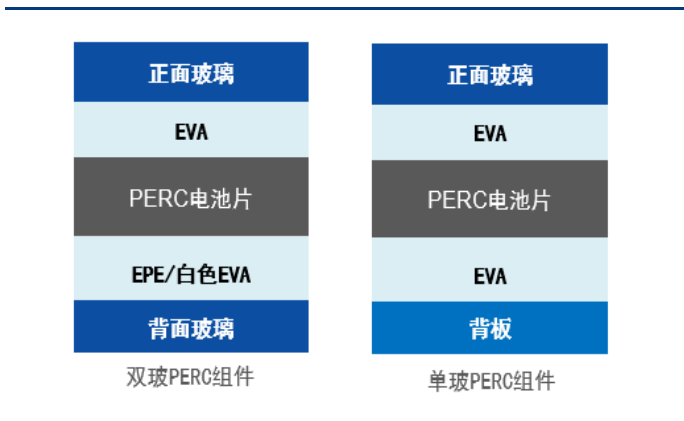 正面玻璃
EVA
PERC电池片
EPE/白色EVA
背面玻璃
双玻PERC组件
正面玻璃
EVA
PERC电池片
EVA
背板
单玻PERC组件